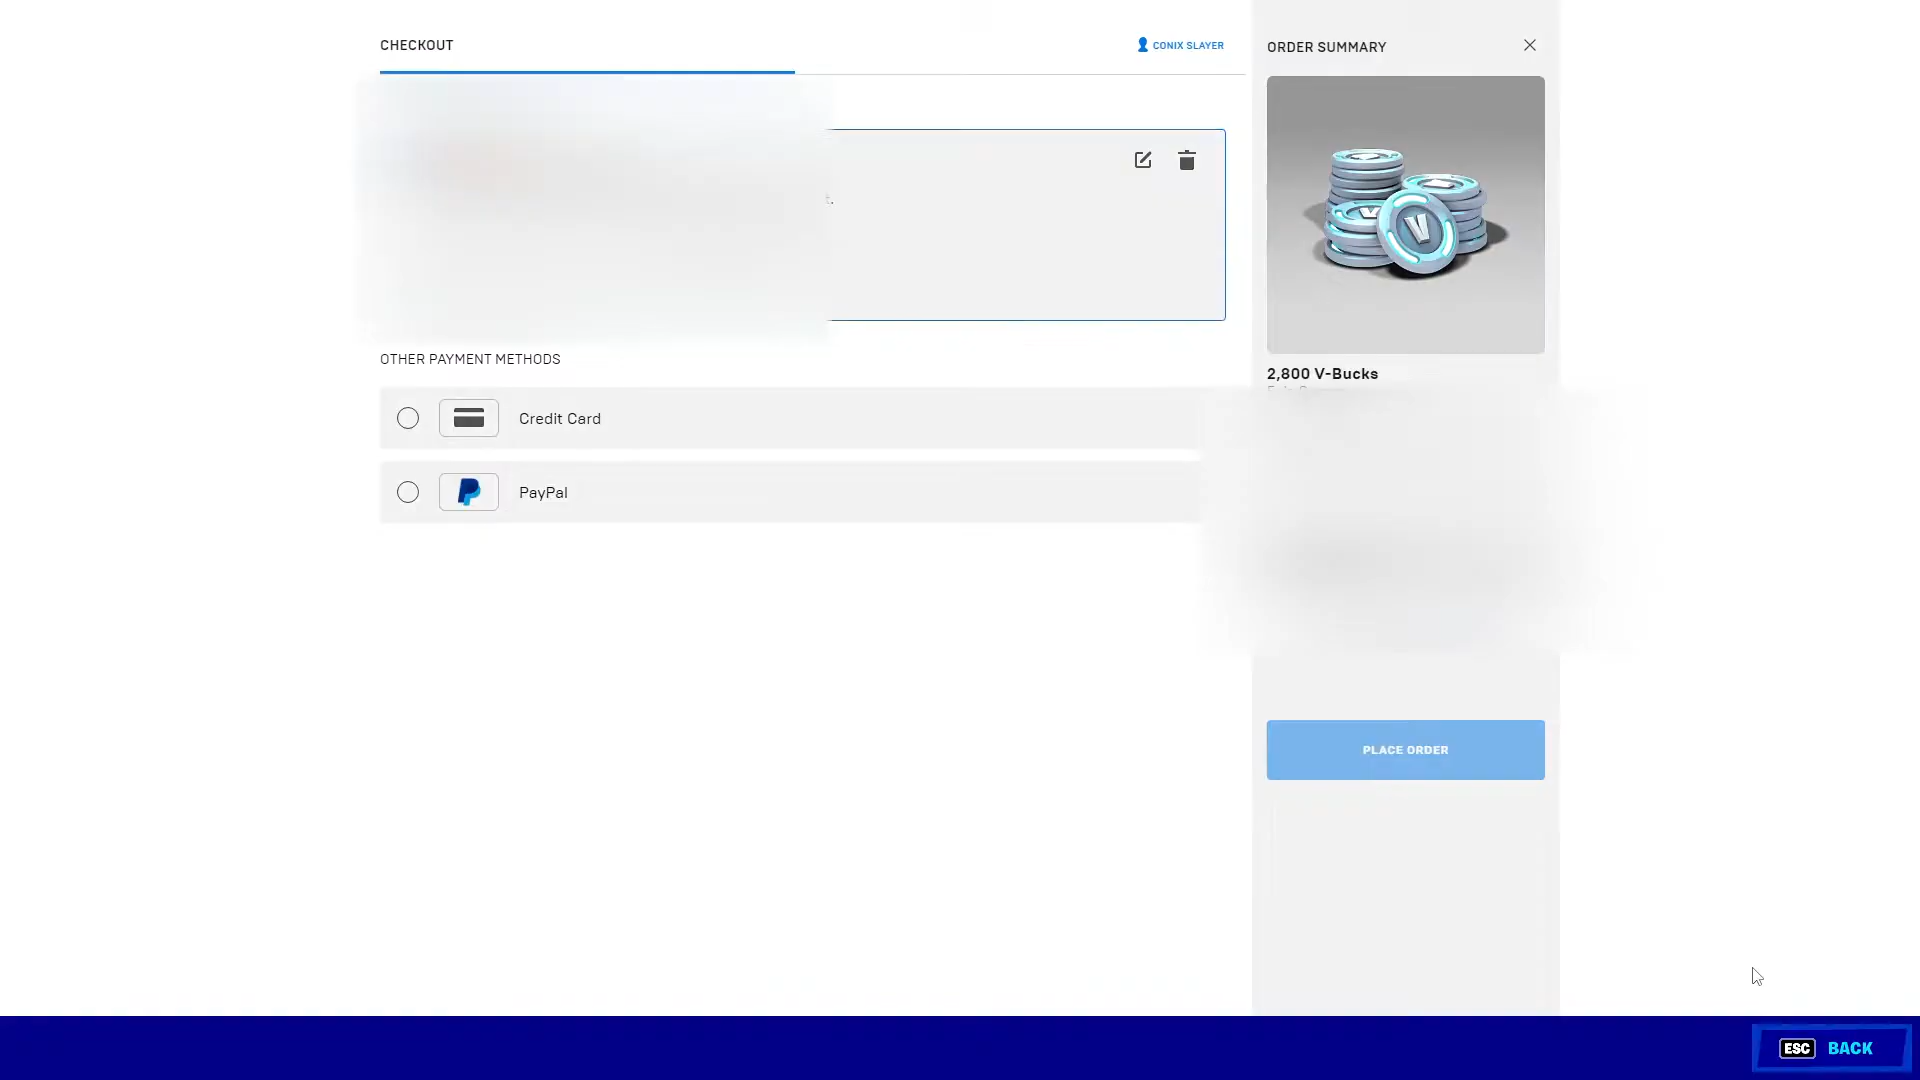 CHECKOUT
CONIX SLAYER
OTHER PAYMENT METHODS
Credit Card
PayPal
ORDER SUMMARY
V
2,800 V-Bucks
PLACE ORDER
ESC BACK